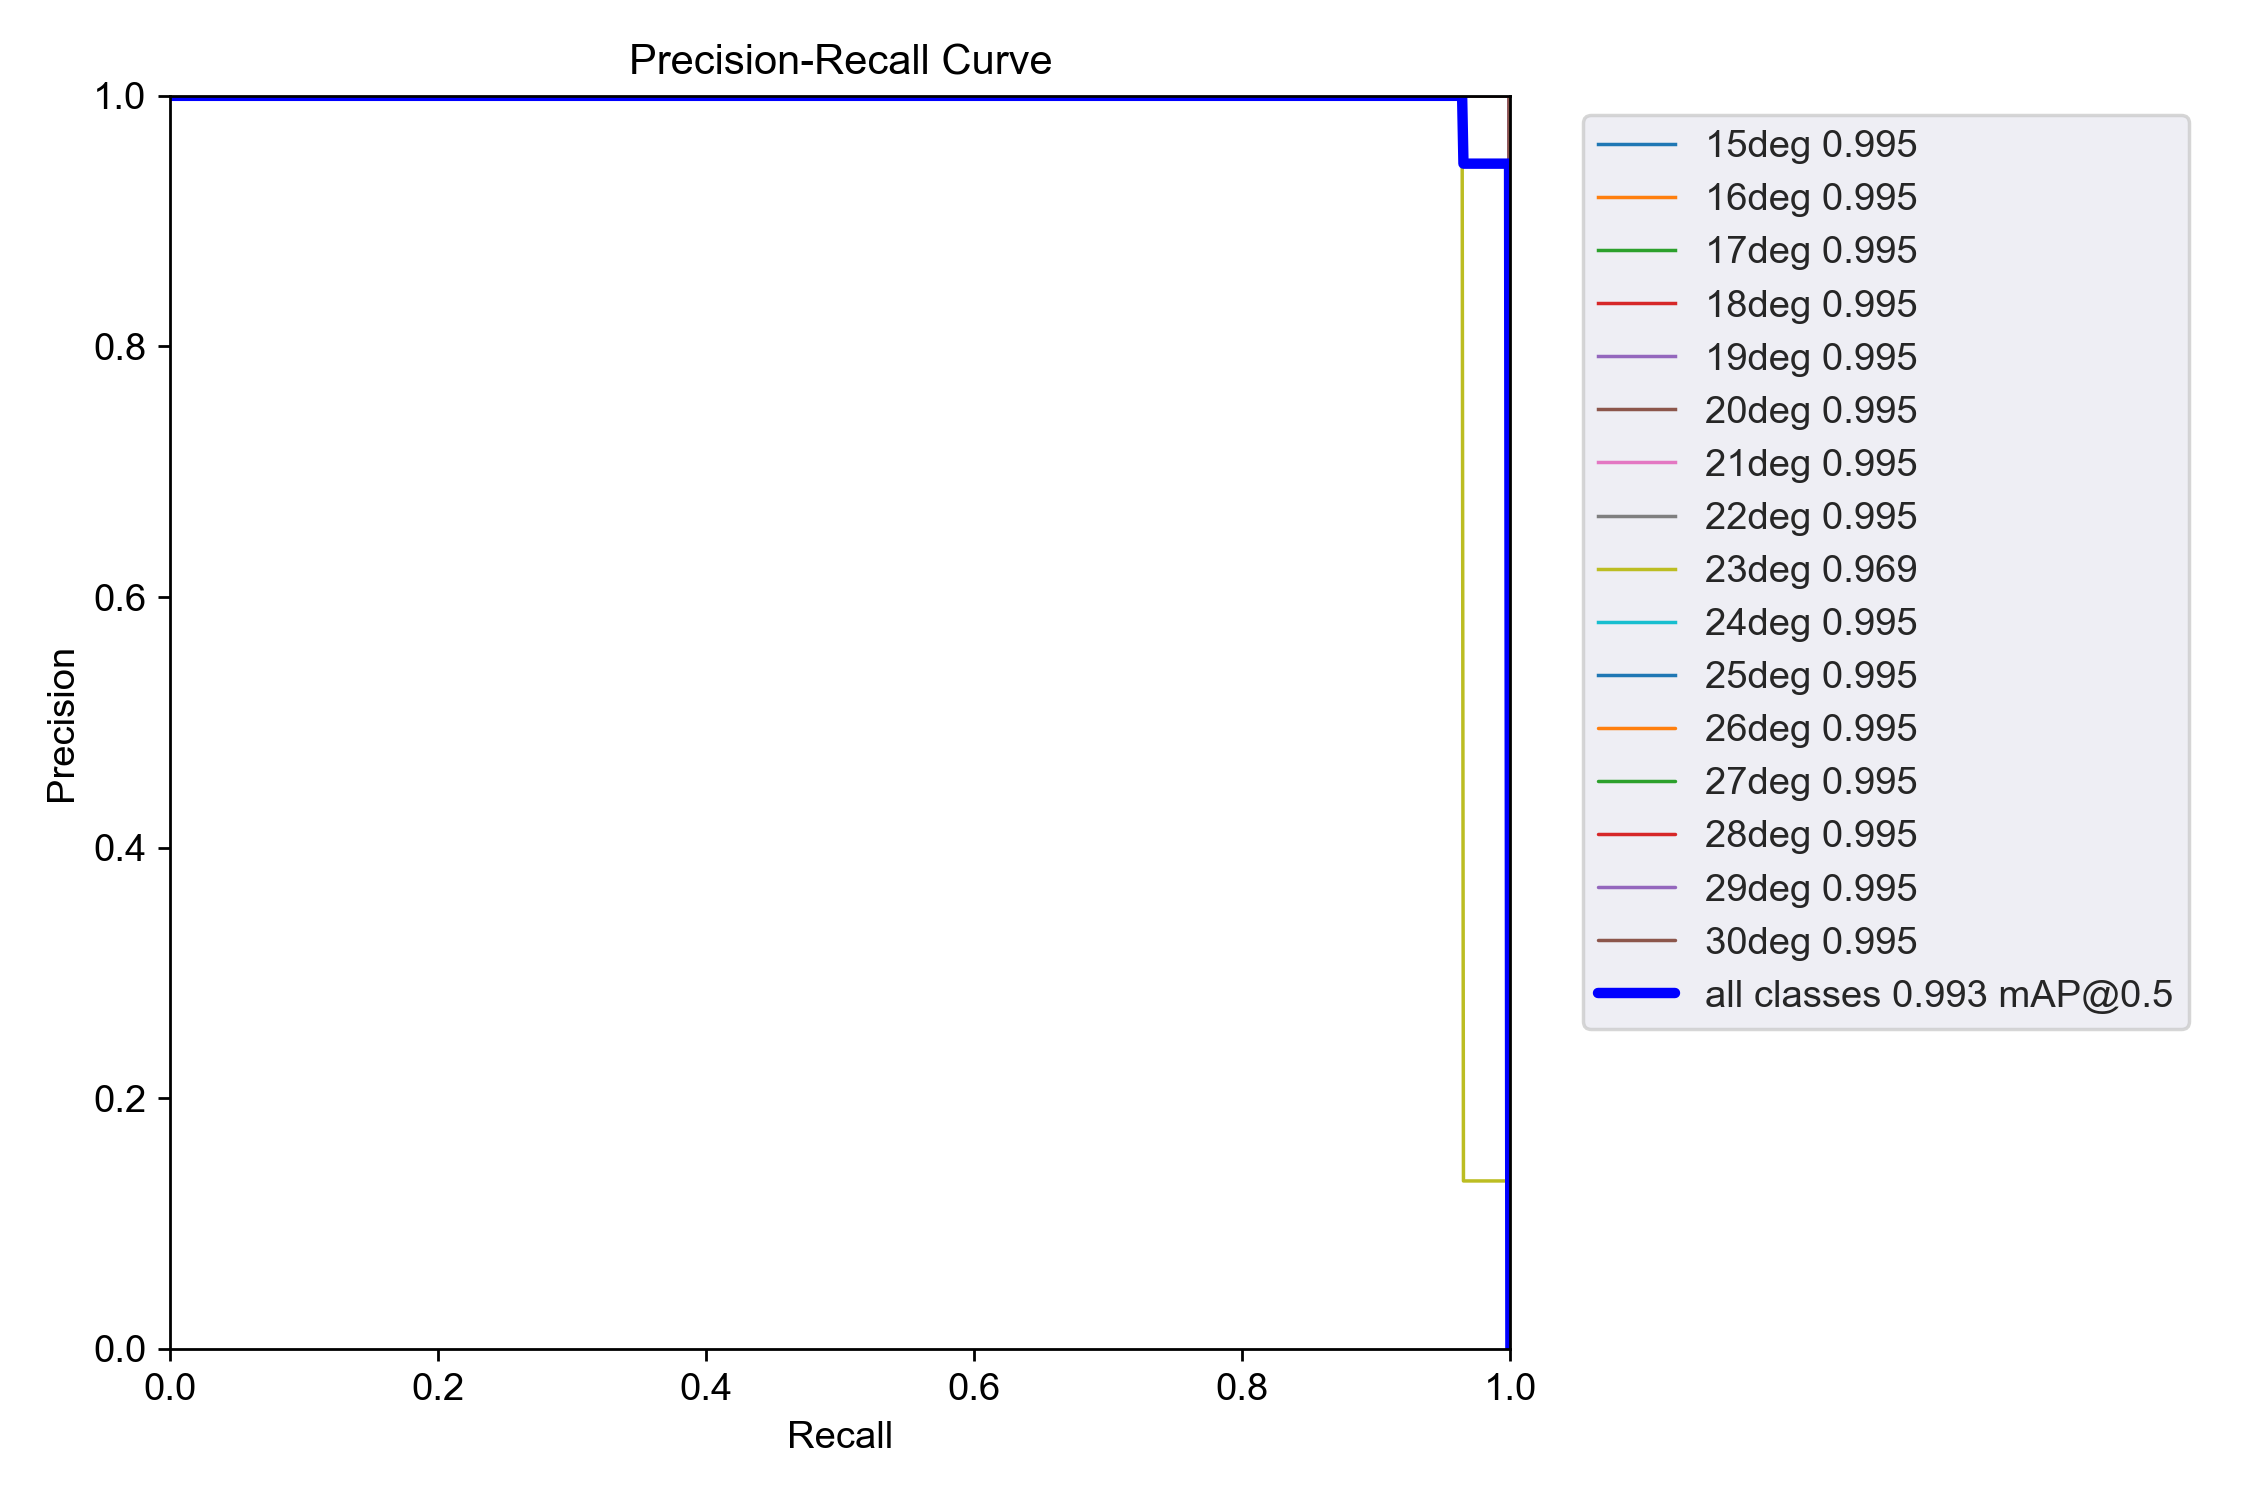 Precision-Recall Curve
1.0
0.8
0.6
0.4
0.2
0.0
Precision
0.0 0.2 0.4 0.6 0.8 1.0
Recall
15deg 0.995
16deg 0.995
17deg 0.995
18deg 0.995
19deg 0.995
20deg 0.995
21deg 0.995
22deg 0.995
23deg 0.969
24deg 0.995
25deg 0.995
26deg 0.995
27deg 0.995
28deg 0.995
29deg 0.995
30deg 0.995
all classes 0.993 mAP@0.5